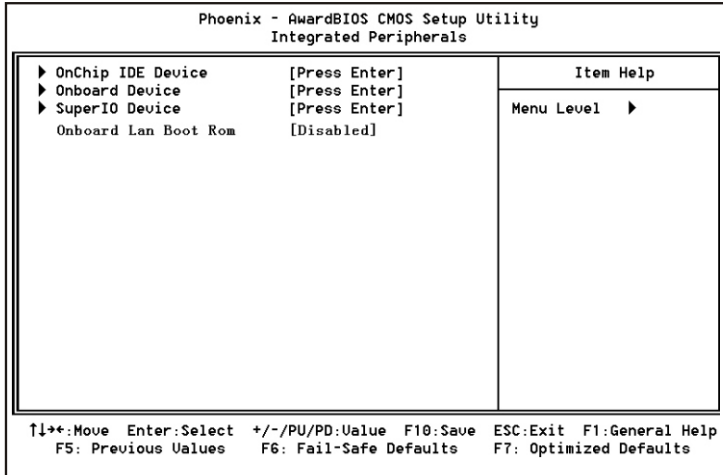 Phoenix - AwardBIOS CMOS Setup Utility
Integrated Peripherals
▶ OnChip IDE Device [Press Enter]
▶ Onboard Device [Press Enter]
▶ SuperIO Device [Press Enter]
Onboard Lan Boot Rom [Disabled]
Item Help
Menu Level ▶
↑↓→←:Move Enter:Select +/-/PU/PD:Value F10:Save ESC:Exit F1:General Help
F5: Previous Values F6: Fail-Safe Defaults F7: Optimized Defaults